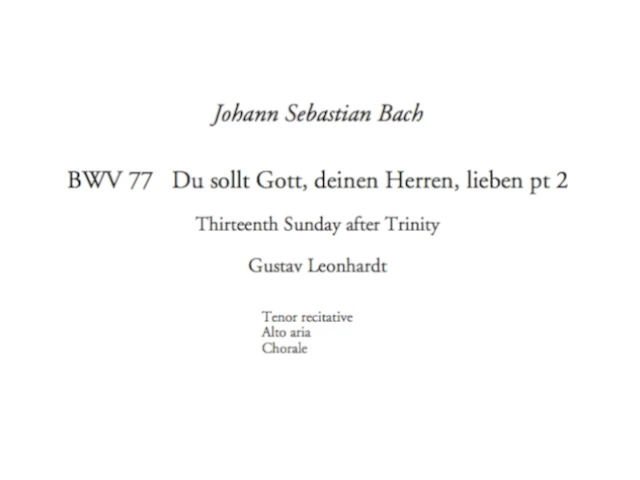 Johann Sebastian Bach
BWV 77 Du sollt Gott, deinen Herren, lieben pt 2
Thirteenth Sunday after Trinity
Gustav Leonhardt
Tenor recitative
Alto aria
Chorale